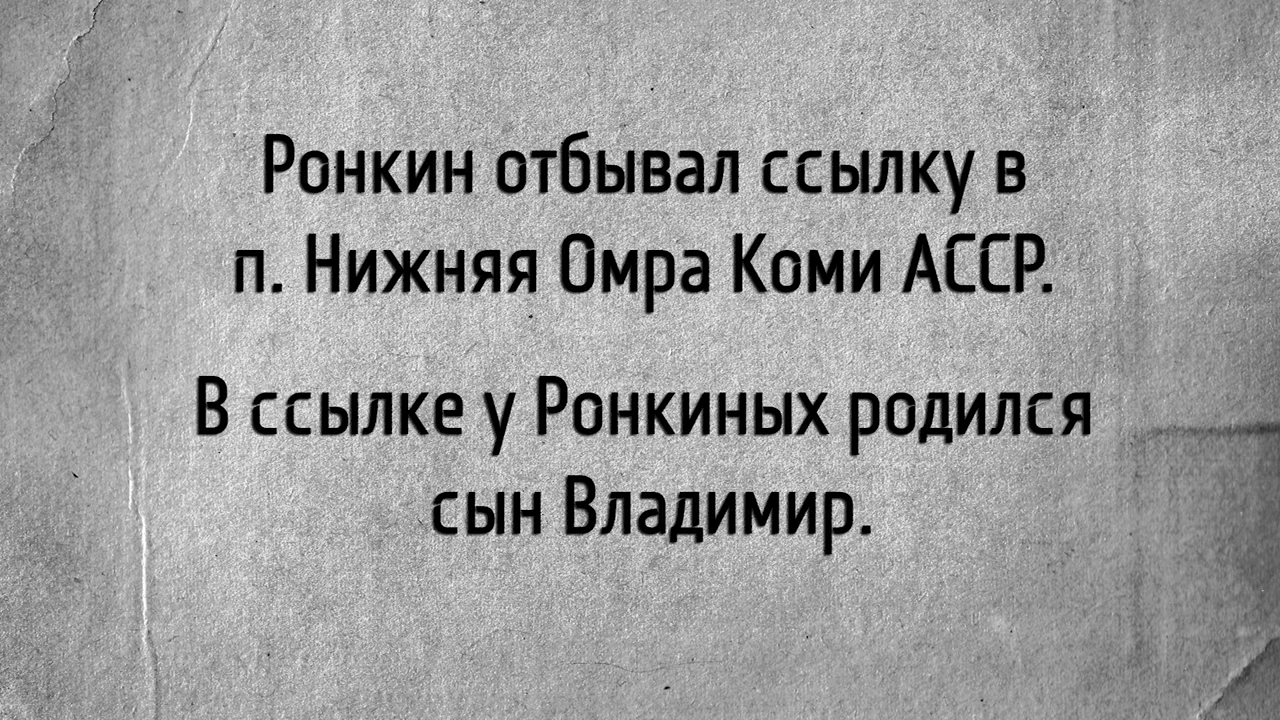 Ронкин отбывал ссылку в
п. Нижняя Омра Коми АССР.
В ссылке у Ронкиных родился
сын Владимир.